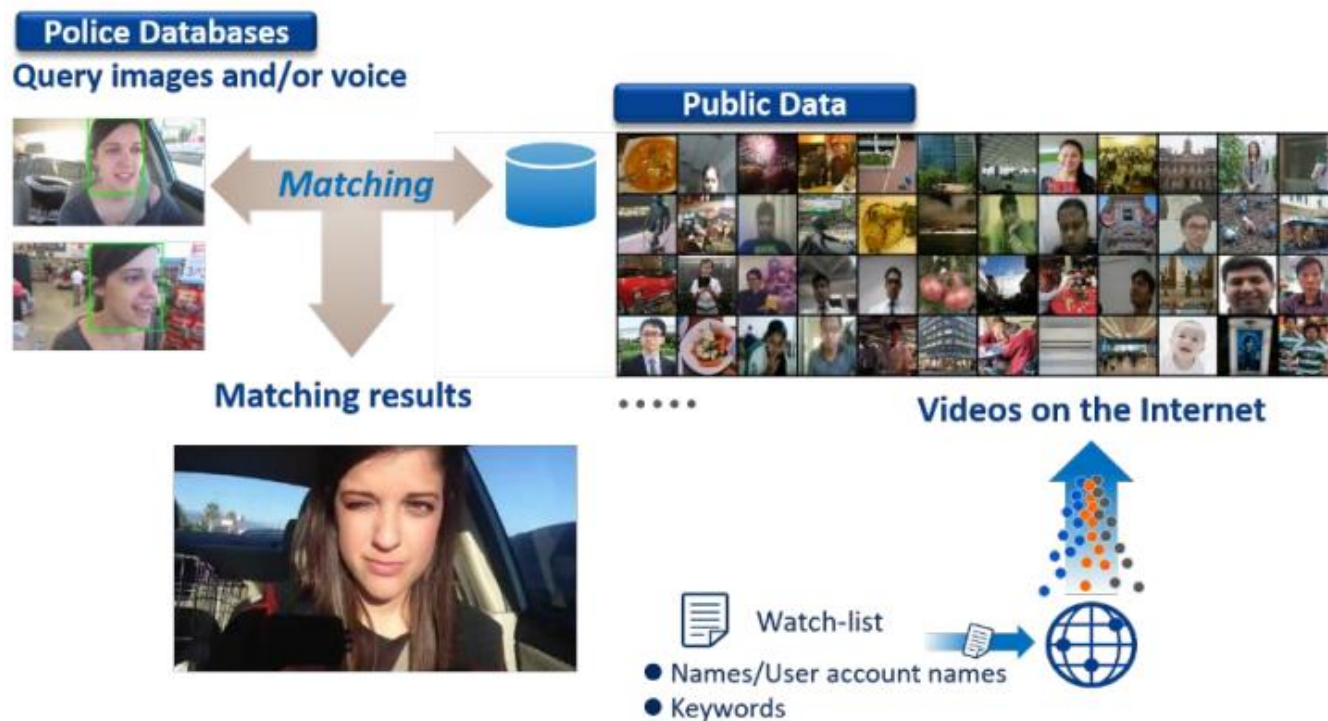 Police Databases
Query images and/or voice
Public Data
Matching
Matching results
• • • • •
Videos on the Internet
Watch-list
• Names/User account names
• Keywords